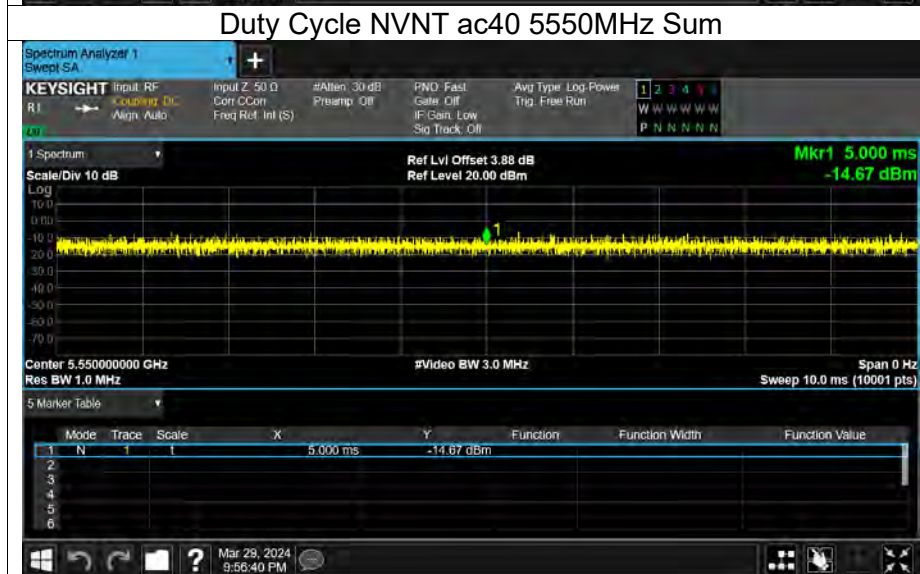 Duty Cycle NVNT ac40 5550MHz Sum
Spectrum Analyzer 1
Swept SA
+
KEYSIGHT Input: RF Input Z: 50 Ω #Atten: 30 dB PNO: Fast Avg Type: Log-Power 1 2 3 4 5 6
R L Coupling: DC Corr CCorr Preamp: Off Gate: Off Trig: Free Run W W W W W W
Align: Auto Freq Ref: Int (S) IF Gain: Low
Sig Track: Off P N N N N N
1 Spectrum
Ref Lvl Offset 3.88 dB Mkr1 5.000 ms
Scale/Div 10 dB Ref Level 20.00 dBm -14.67 dBm
Log
10.0
0.00
-10.0
-20.0
-30.0
-40.0
-50.0
-60.0
-70.0
1
Center 5.550000000 GHz #Video BW 3.0 MHz Span 0 Hz
Res BW 1.0 MHz Sweep 10.0 ms (10001 pts)
5 Marker Table
Mode Trace Scale X Y Function Function Width Function Value
1 N 1 t 5.000 ms -14.67 dBm
2
3
4
5
6
? Mar 29, 2024
9:56:40 PM